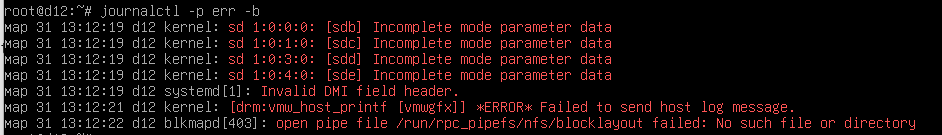 root@d12:~# journalctl -p err -b
мар 31 13:12:19 d12 kernel: sd 1:0:0:0: [sdb] Incomplete mode parameter data
мар 31 13:12:19 d12 kernel: sd 1:0:1:0: [sdc] Incomplete mode parameter data
мар 31 13:12:19 d12 kernel: sd 1:0:3:0: [sdd] Incomplete mode parameter data
мар 31 13:12:19 d12 kernel: sd 1:0:4:0: [sde] Incomplete mode parameter data
мар 31 13:12:19 d12 systemd[1]: Invalid DMI field header.
мар 31 13:12:21 d12 kernel: [drm:vmw_host_printf [vmwgfx]] *ERROR* Failed to send host log message.
мар 31 13:12:22 d12 blkmapd[403]: open pipe file /run/rpc_pipefs/nfs/blocklayout failed: No such file or directory